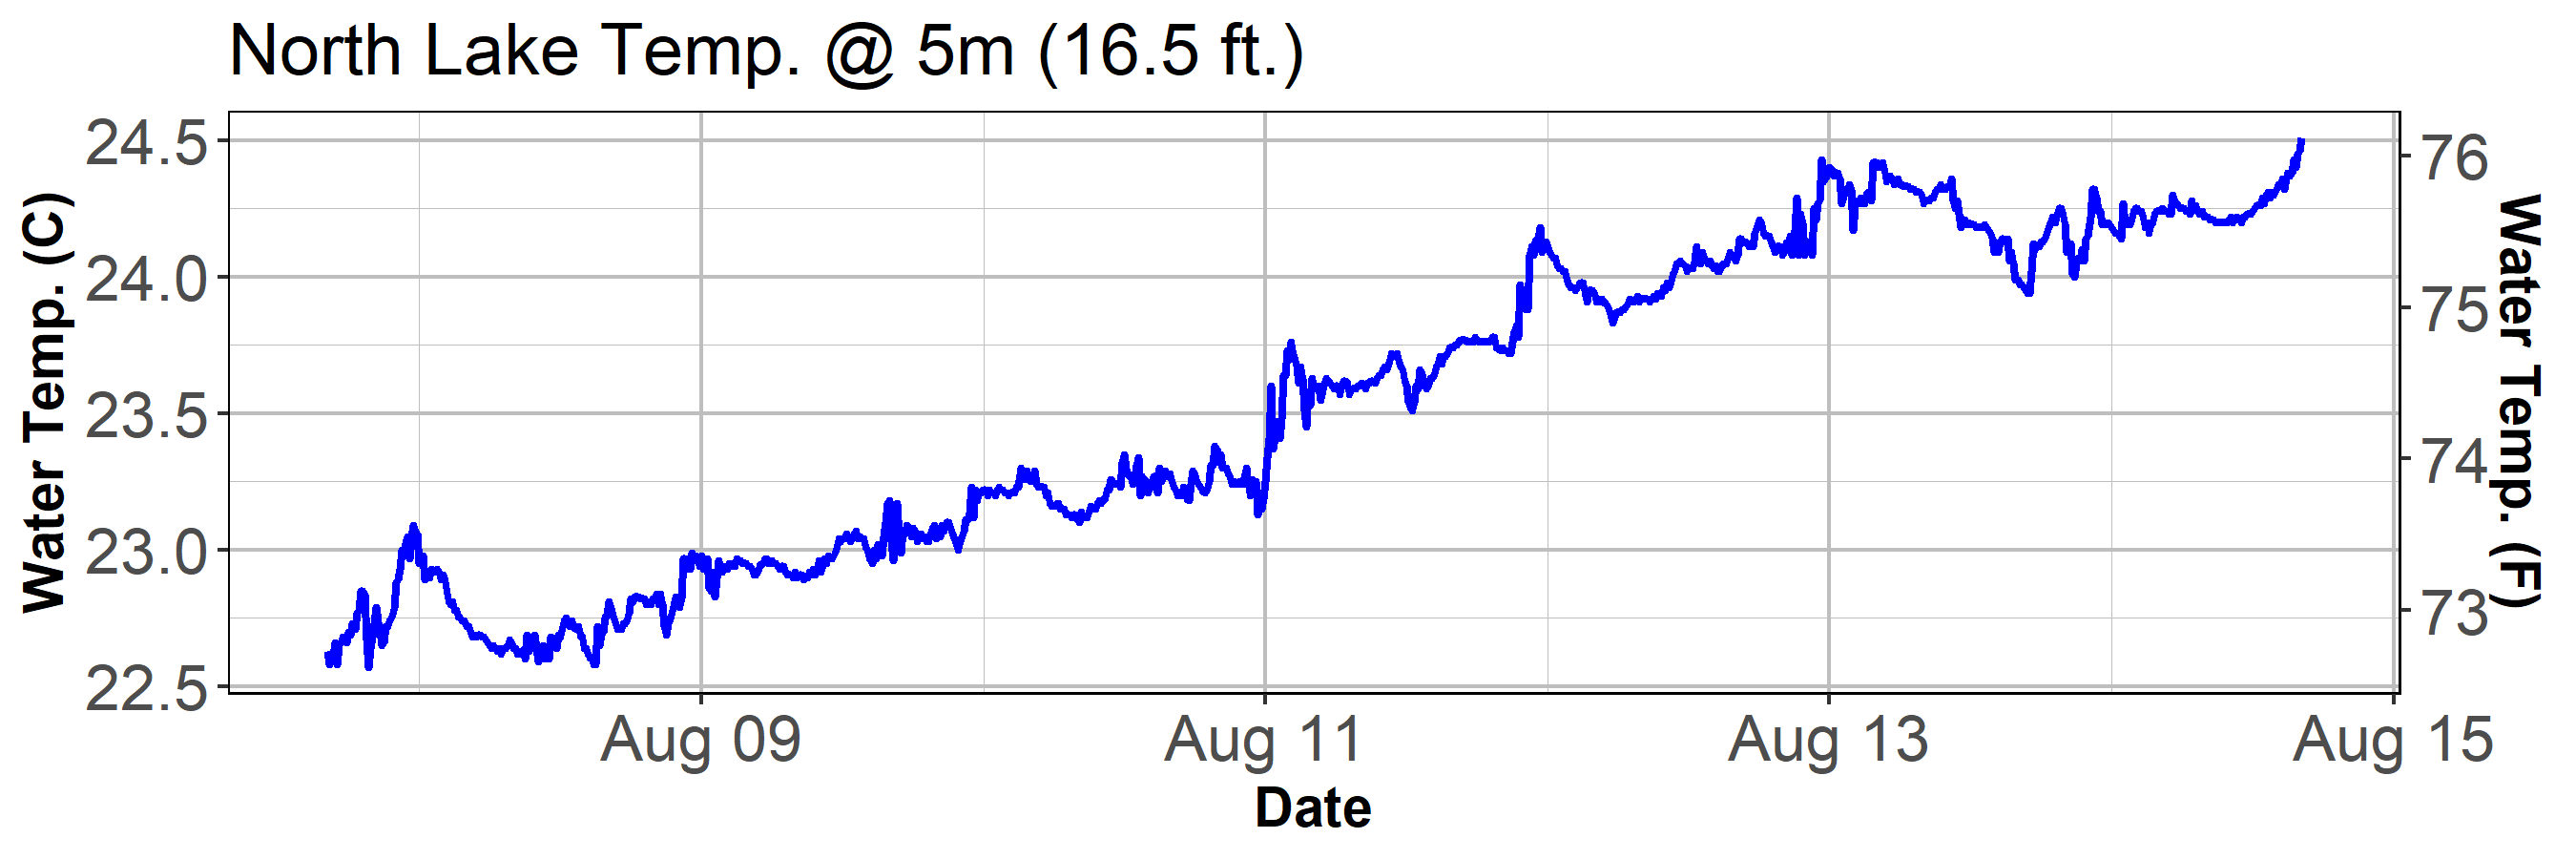 North Lake Temp. @ 5m (16.5 ft.)
Water Temp. (C)
24.5
24.0
23.5
23.0
22.5
76
75
74
73
Water Temp. (F)
Aug 09 Aug 11 Aug 13 Aug 15
Date